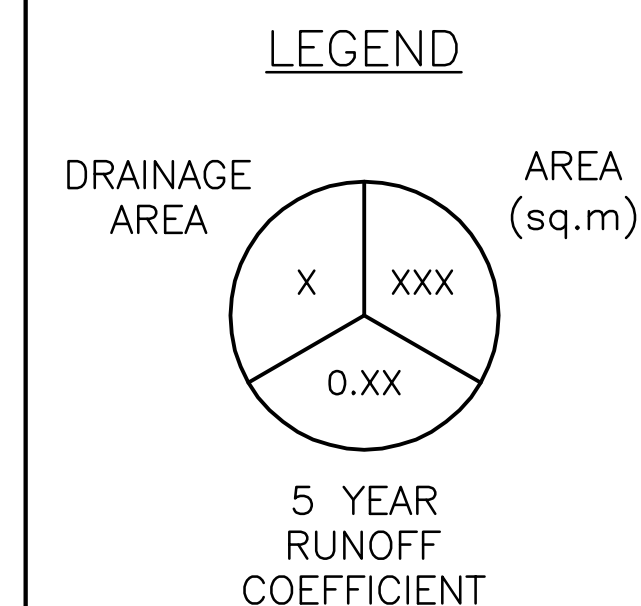 LEGEND
DRAINAGE
AREA
AREA
(sq.m)
X
XXX
0.XX
5 YEAR
RUNOFF
COEFFICIENT